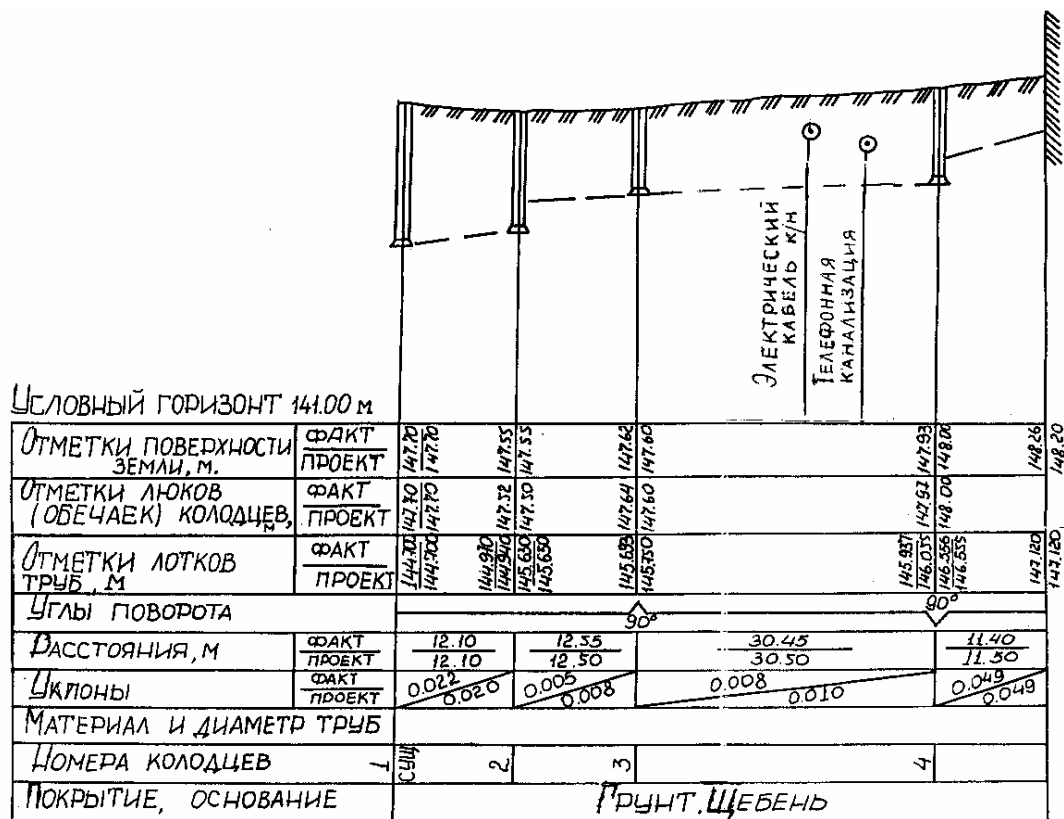 ЭЛЕКТРИЧЕСКИЙ
КАБЕЛЬ К/Н
ТЕЛЕФОННАЯ
КАНАЛИЗАЦИЯ
УСЛОВНЫЙ ГОРИЗОНТ 141.00 М
ОТМЕТКИ ПОВЕРХНОСТИ ЗЕМЛИ, М. ФАКТ ПРОЕКТ
147.70 147.70 147.55 147.55 147.62 147.60 147.93 148.00 148.26 148.20
ОТМЕТКИ ЛЮКОВ (ОБЕЧАЕК) КОЛОДЦЕВ, М ФАКТ ПРОЕКТ
147.70 147.70 147.52 147.50 147.64 147.60 147.97 148.00
ОТМЕТКИ ЛОТКОВ ТРУБ, М ФАКТ ПРОЕКТ
144.700 144.700 144.970 144.940 145.630 145.650 145.699 145.750 145.937 146.055 146.556 146.555 147.120 147.120
УГЛЫ ПОВОРОТА 90° 90°
РАССТОЯНИЯ, М ФАКТ ПРОЕКТ
12.10 12.55 30.45 11.40
12.10 12.50 30.50 11.50
УКЛОНЫ ФАКТ ПРОЕКТ
0.022 0.005 0.008 0.049
0.020 0.008 0.010 0.049
МАТЕРИАЛ И ДИАМЕТР ТРУБ
НОМЕРА КОЛОДЦЕВ 1 СУЩ 2 3 4
ПОКРЫТИЕ, ОСНОВАНИЕ ГРУНТ. ЩЕБЕНЬ